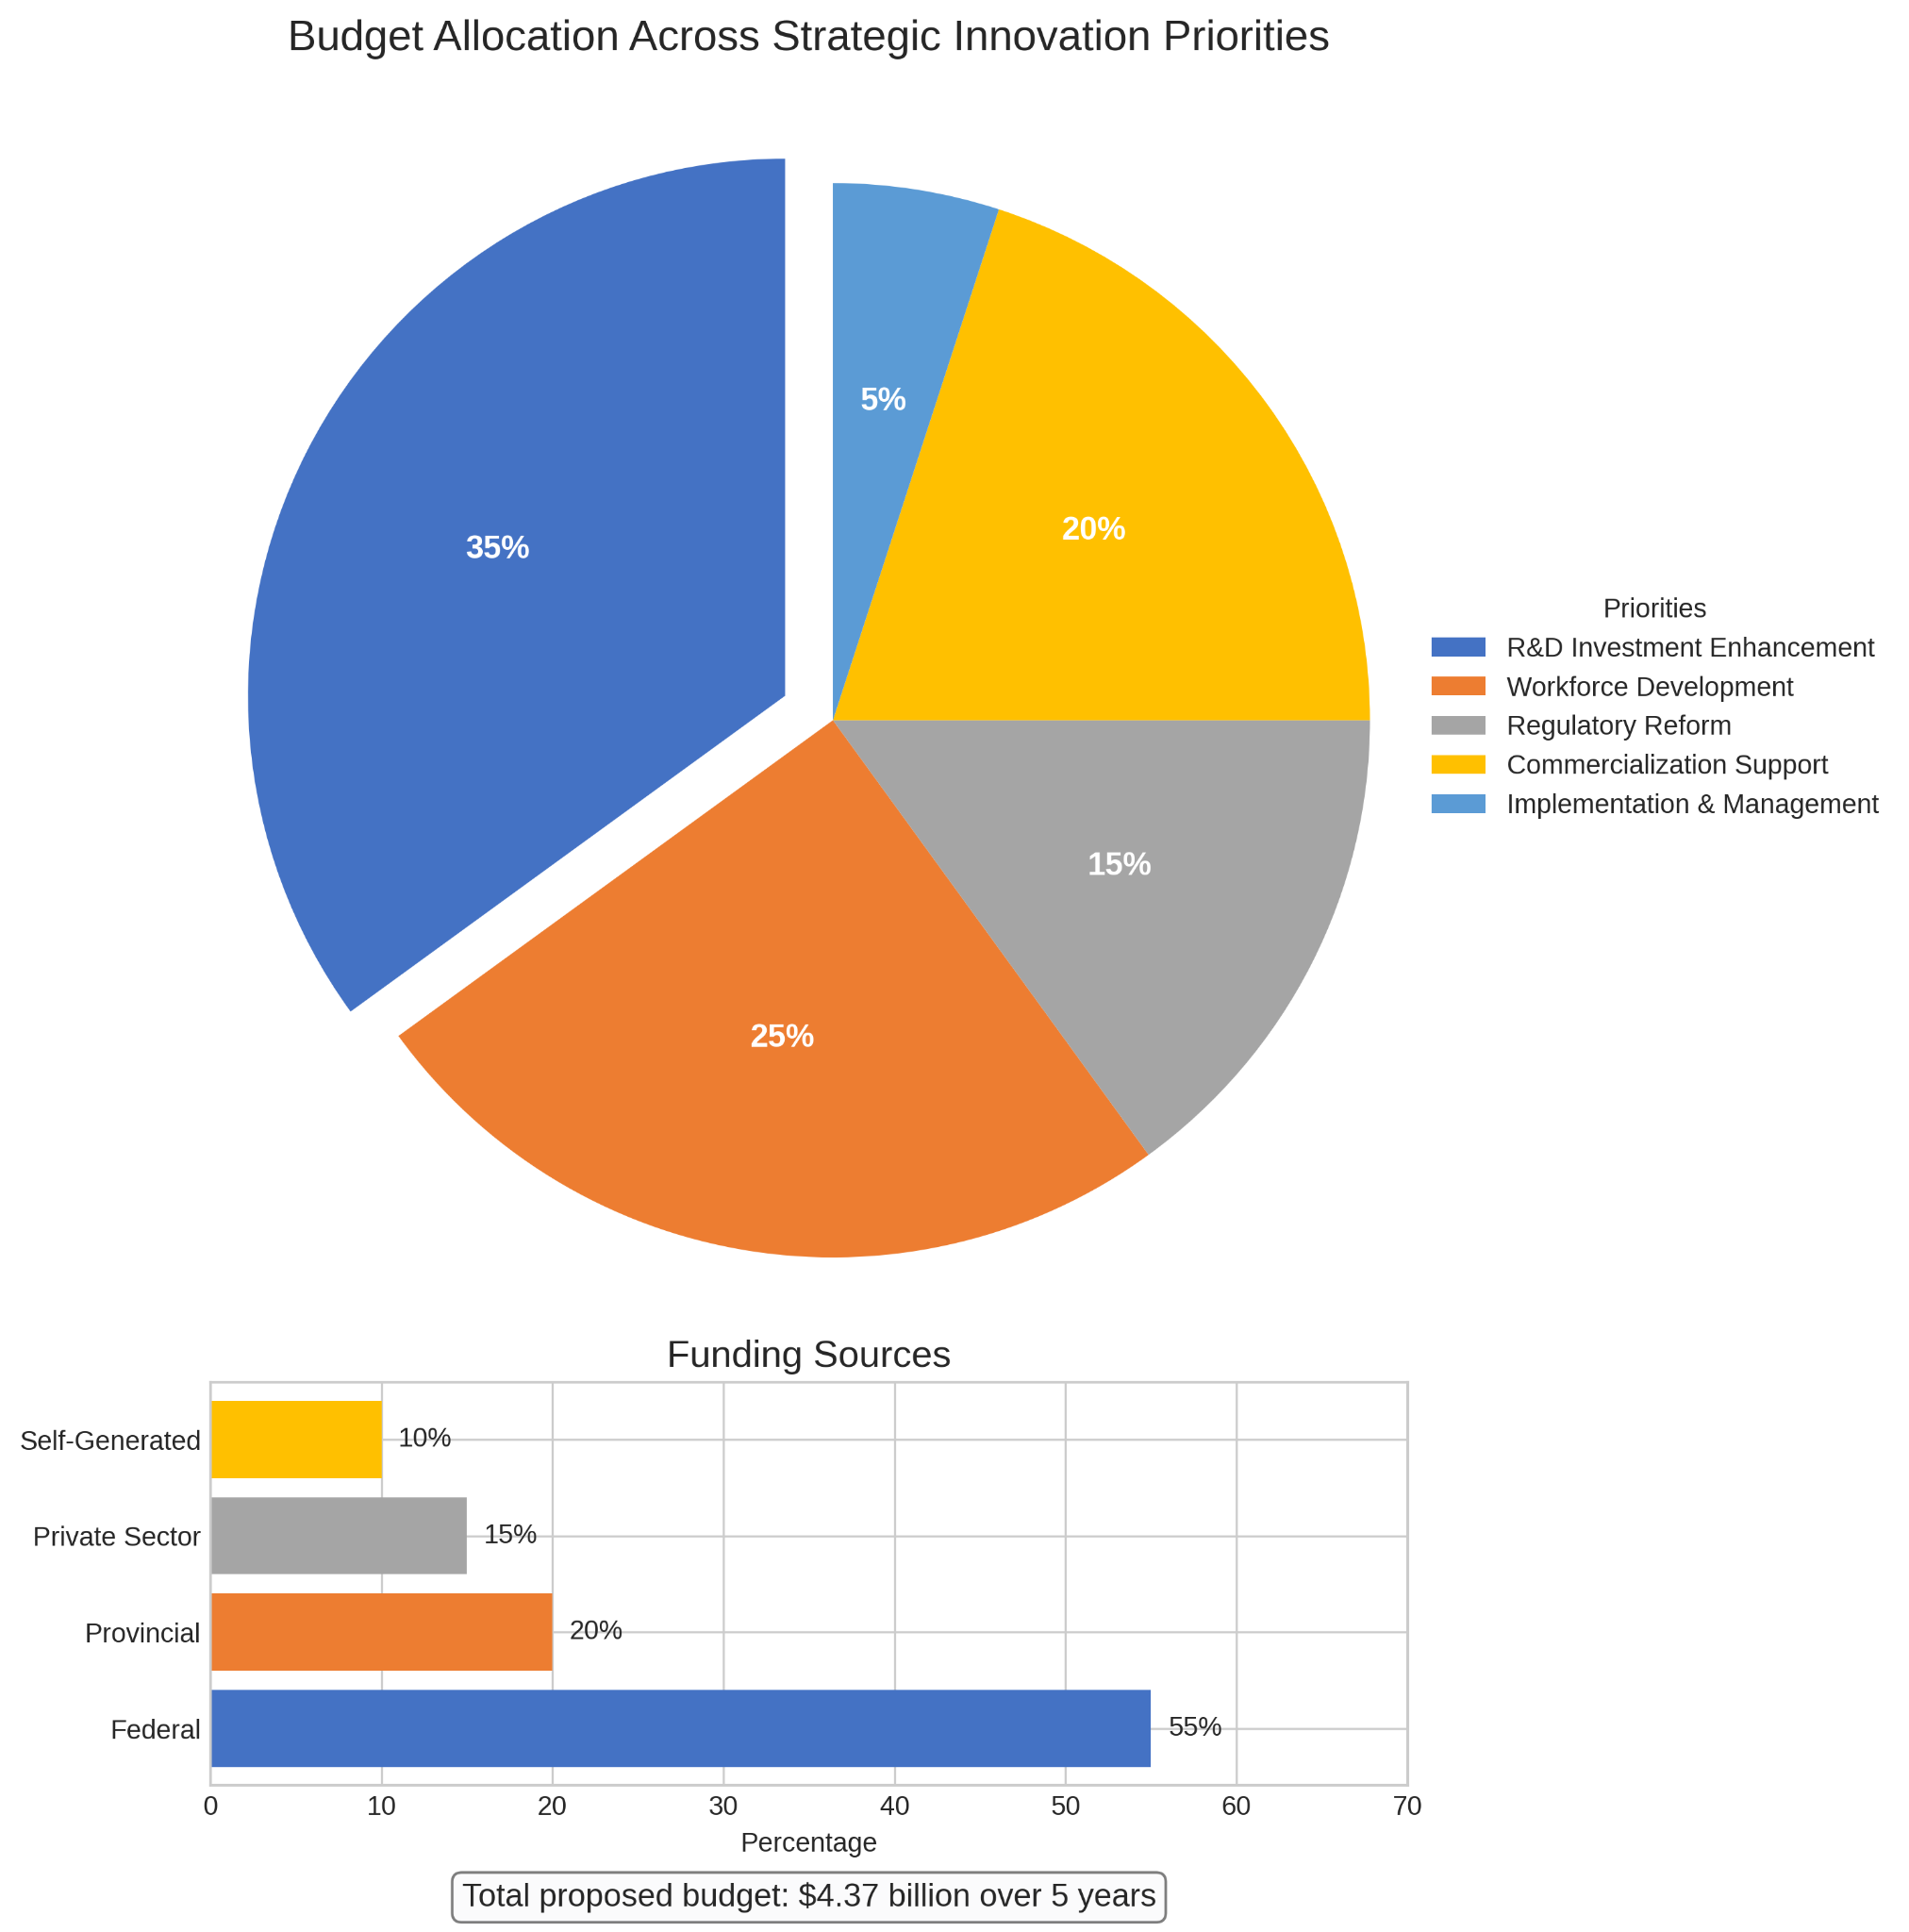 Budget Allocation Across Strategic Innovation Priorities
5%
20%
35%
15%
25%
Priorities
R&D Investment Enhancement
Workforce Development
Regulatory Reform
Commercialization Support
Implementation & Management
Funding Sources
Self-Generated 10%
Private Sector 15%
Provincial 20%
Federal 55%
0 10 20 30 40 50 60 70
Percentage
Total proposed budget: $4.37 billion over 5 years